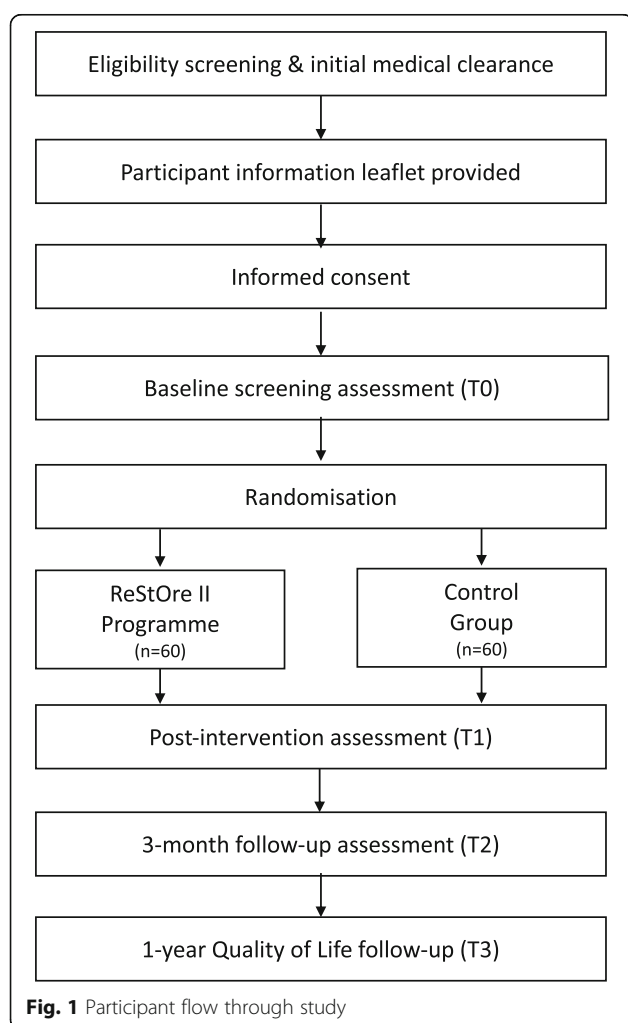 Eligibility screening & initial medical clearance
Participant information leaflet provided
Informed consent
Baseline screening assessment (T0)
Randomisation
ReStOre II
Programme
(n=60)
Control
Group
(n=60)
Post-intervention assessment (T1)
3-month follow-up assessment (T2)
1-year Quality of Life follow-up (T3)
Fig. 1 Participant flow through study